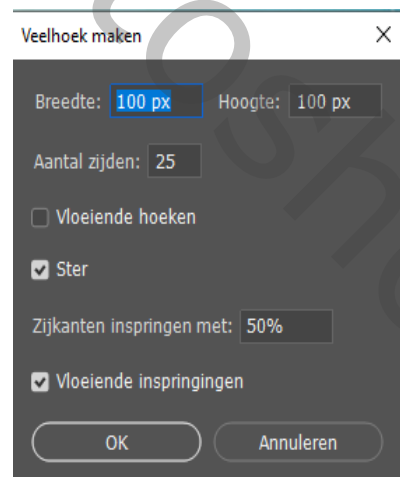 Veelhoek maken
Breedte: 100 px Hoogte: 100 px
Aantal zijden: 25
Vloeiende hoeken
Ster
Zijkanten inspringen met: 50%
Vloeiende inspringingen
OK Annuleren